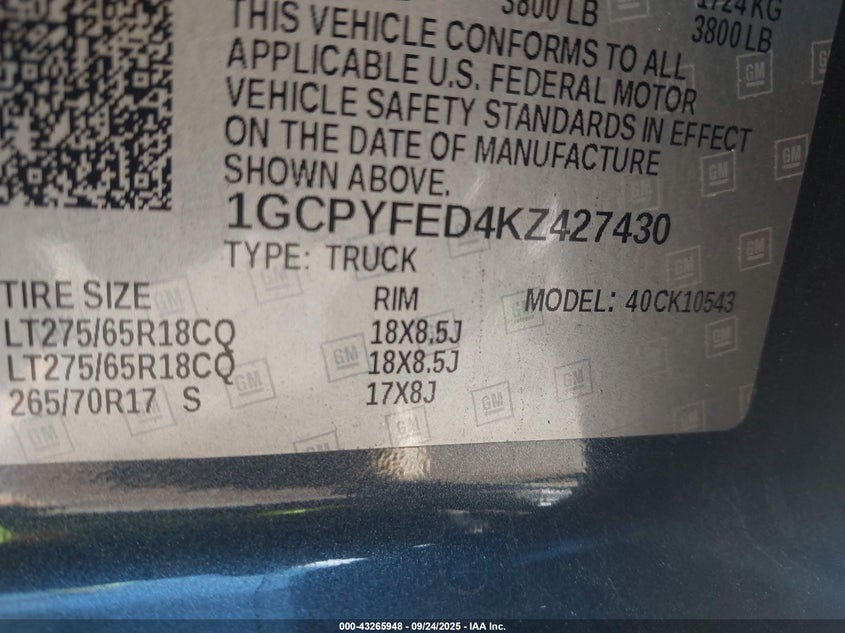 3800 LB
1724 KG
3800 LB
THIS VEHICLE CONFORMS TO ALL
APPLICABLE U.S. FEDERAL MOTOR
VEHICLE SAFETY STANDARDS IN EFFECT
ON THE DATE OF MANUFACTURE
SHOWN ABOVE.
1GCPYFED4KZ427430
TYPE: TRUCK
TIRE SIZE RIM MODEL: 40CK10543
LT275/65R18CQ 18X8.5J
LT275/65R18CQ 18X8.5J
265/70R17 S 17X8J
GM
000-43265948 - 09/24/2025 - IAA Inc.